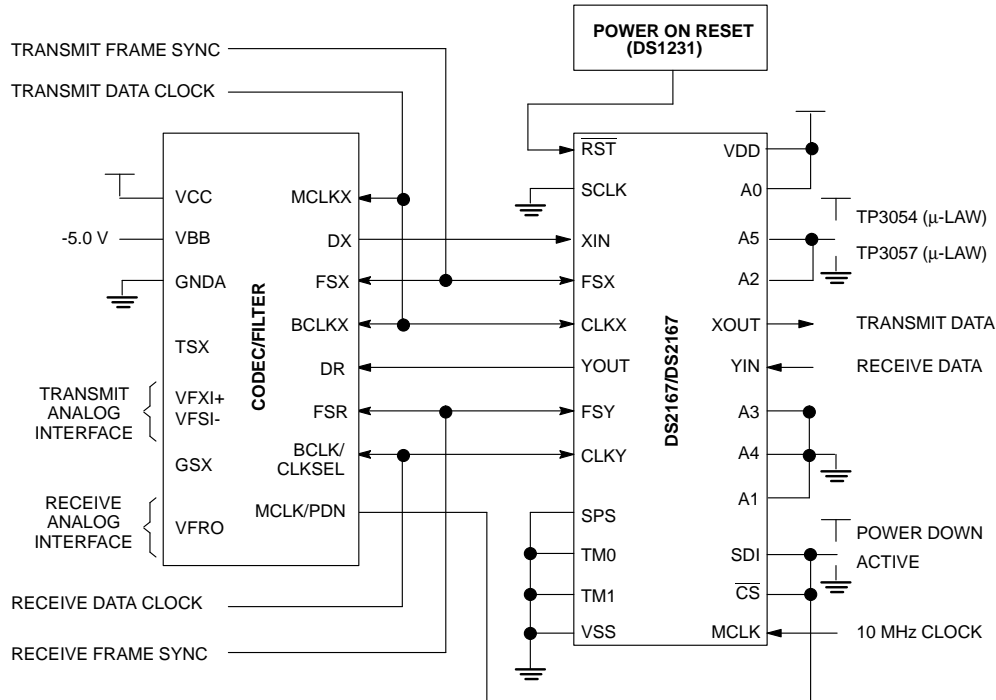 TRANSMIT FRAME SYNC
TRANSMIT DATA CLOCK
POWER ON RESET
(DS1231)
CODEC/FILTER
VCC
VBB
GNDA
TSX
VFXI+
VFSI-
GSX
VFRO
MCLKX
DX
FSX
BCLKX
DR
FSR
BCLK/
CLKSEL
MCLK/PDN
-5.0 V
TRANSMIT
ANALOG
INTERFACE
RECEIVE
ANALOG
INTERFACE
RECEIVE DATA CLOCK
RECEIVE FRAME SYNC
DS2167/DS2167
RST
SCLK
XIN
FSX
CLKX
YOUT
FSY
CLKY
SPS
TM0
TM1
VSS
VDD
A0
A5
A2
XOUT
YIN
A3
A4
A1
SDI
CS
MCLK
TP3054 (μ-LAW)
TP3057 (μ-LAW)
TRANSMIT DATA
RECEIVE DATA
POWER DOWN
ACTIVE
10 MHz CLOCK